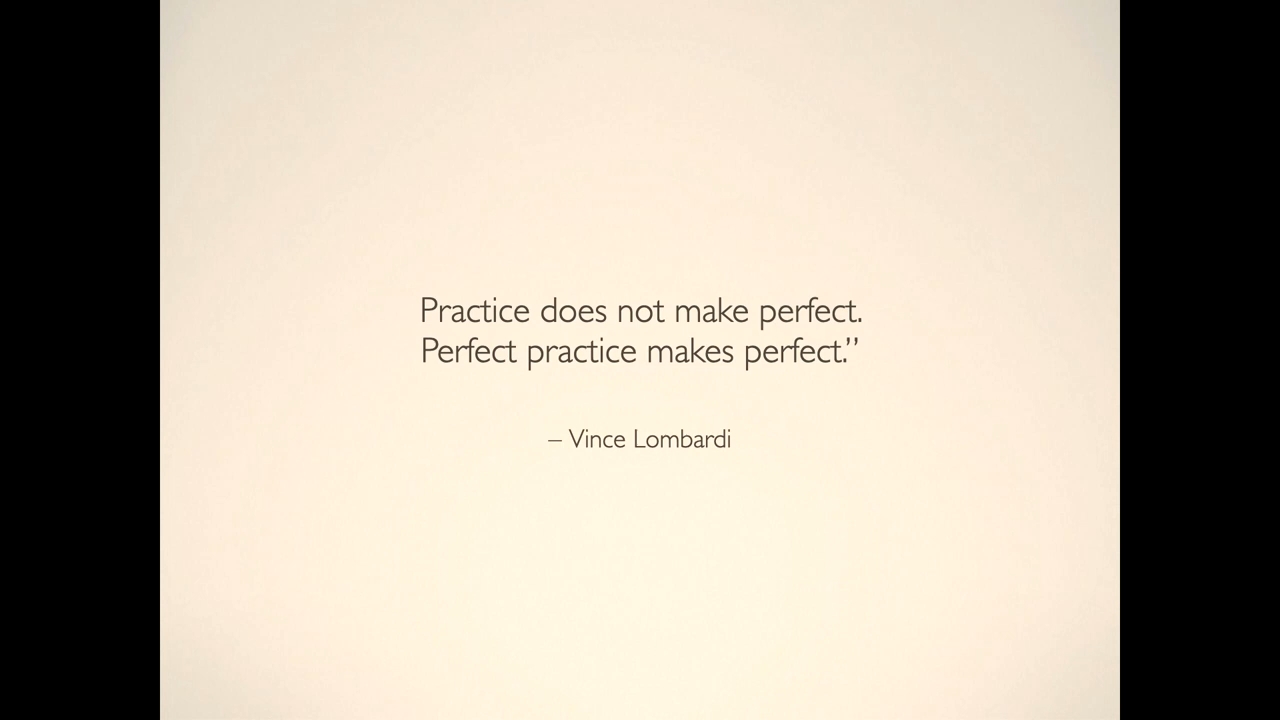 Practice does not make perfect.
Perfect practice makes perfect.”
– Vince Lombardi